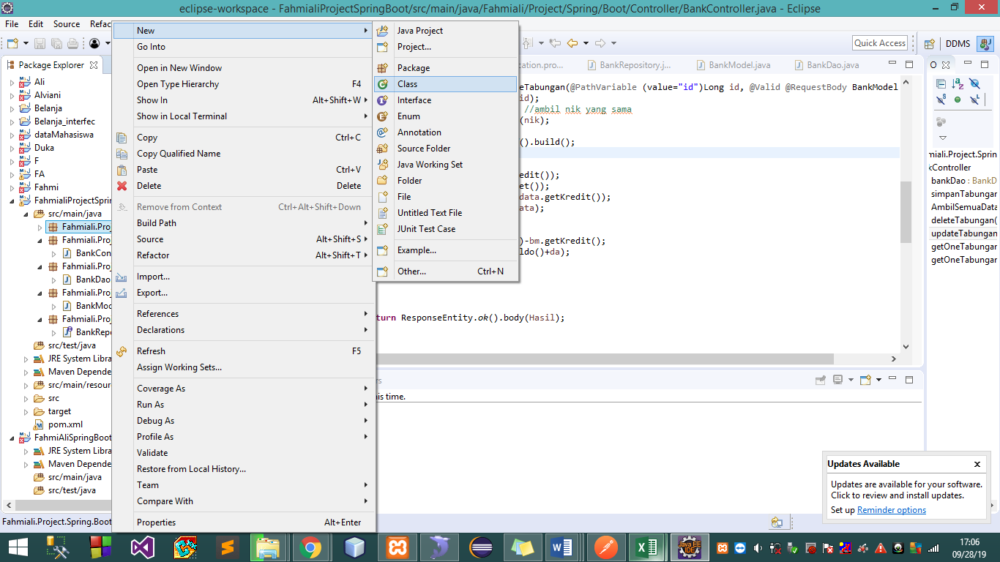 eclipse-workspace - FahmialiProjectSpringBoot/src/main/java/Fahmiali/Project/Spring/Boot/Controller/BankController.java - Eclipse
File Edit Source Refac
Quick Access
DDMS
Package Explorer
Ali
Alviani
Belanja
Belanja_interfec
dataMahasiswa
Duka
F
FA
Fahmi
FahmialiProjectSprin
src/main/java
Fahmiali.Proj
Fahmiali.Proj
BankCon
Fahmiali.Proj
BankDao
Fahmiali.Proj
BankMod
Fahmiali.Proj
BankRepo
src/test/java
JRE System Libra
Maven Depende
src/main/resour
src
target
pom.xml
FahmiAliSpringBoot
JRE System Libra
Maven Depende
src/main/java
src/test/java
Fahmiali.Project.Spring.Boot
New
Go Into
Open in New Window
Open Type Hierarchy F4
Show In Alt+Shift+W
Show in Local Terminal
Copy Ctrl+C
Copy Qualified Name
Paste Ctrl+V
Delete Delete
Remove from Context Ctrl+Alt+Shift+Down
Build Path
Source Alt+Shift+S
Refactor Alt+Shift+T
Import...
Export...
References
Declarations
Refresh F5
Assign Working Sets...
Coverage As
Run As
Debug As
Profile As
Validate
Restore from Local History...
Team
Compare With
Properties Alt+Enter
Java Project
Project...
Package
Class
Interface
Enum
Annotation
Source Folder
Java Working Set
Folder
File
Untitled Text File
JUnit Test Case
Example...
Other... Ctrl+N
cation.pro... BankRepository.j... BankModel.java BankDao.java
eTabungan(@PathVariable (value="id")Long id, @Valid @RequestBody BankModel
id);
//ambil nik yang sama
(nik);
().build();
edit());
et());
data.getKredit());
ata);
)-bm.getKredit();
ldo()+da);
turn ResponseEntity.ok().body(Hasil);
rs
his time.
O
miali.Project.Sprin
kController
bankDao : BankD
simpanTabungan
AmbilSemuaData
deleteTabungan(
updateTabungan
getOneTabungan
getOneTabungan
Updates Available
Updates are available for your software.
Click to review and install updates.
Set up Reminder options
Java EE
IDE
17:06
09/28/19